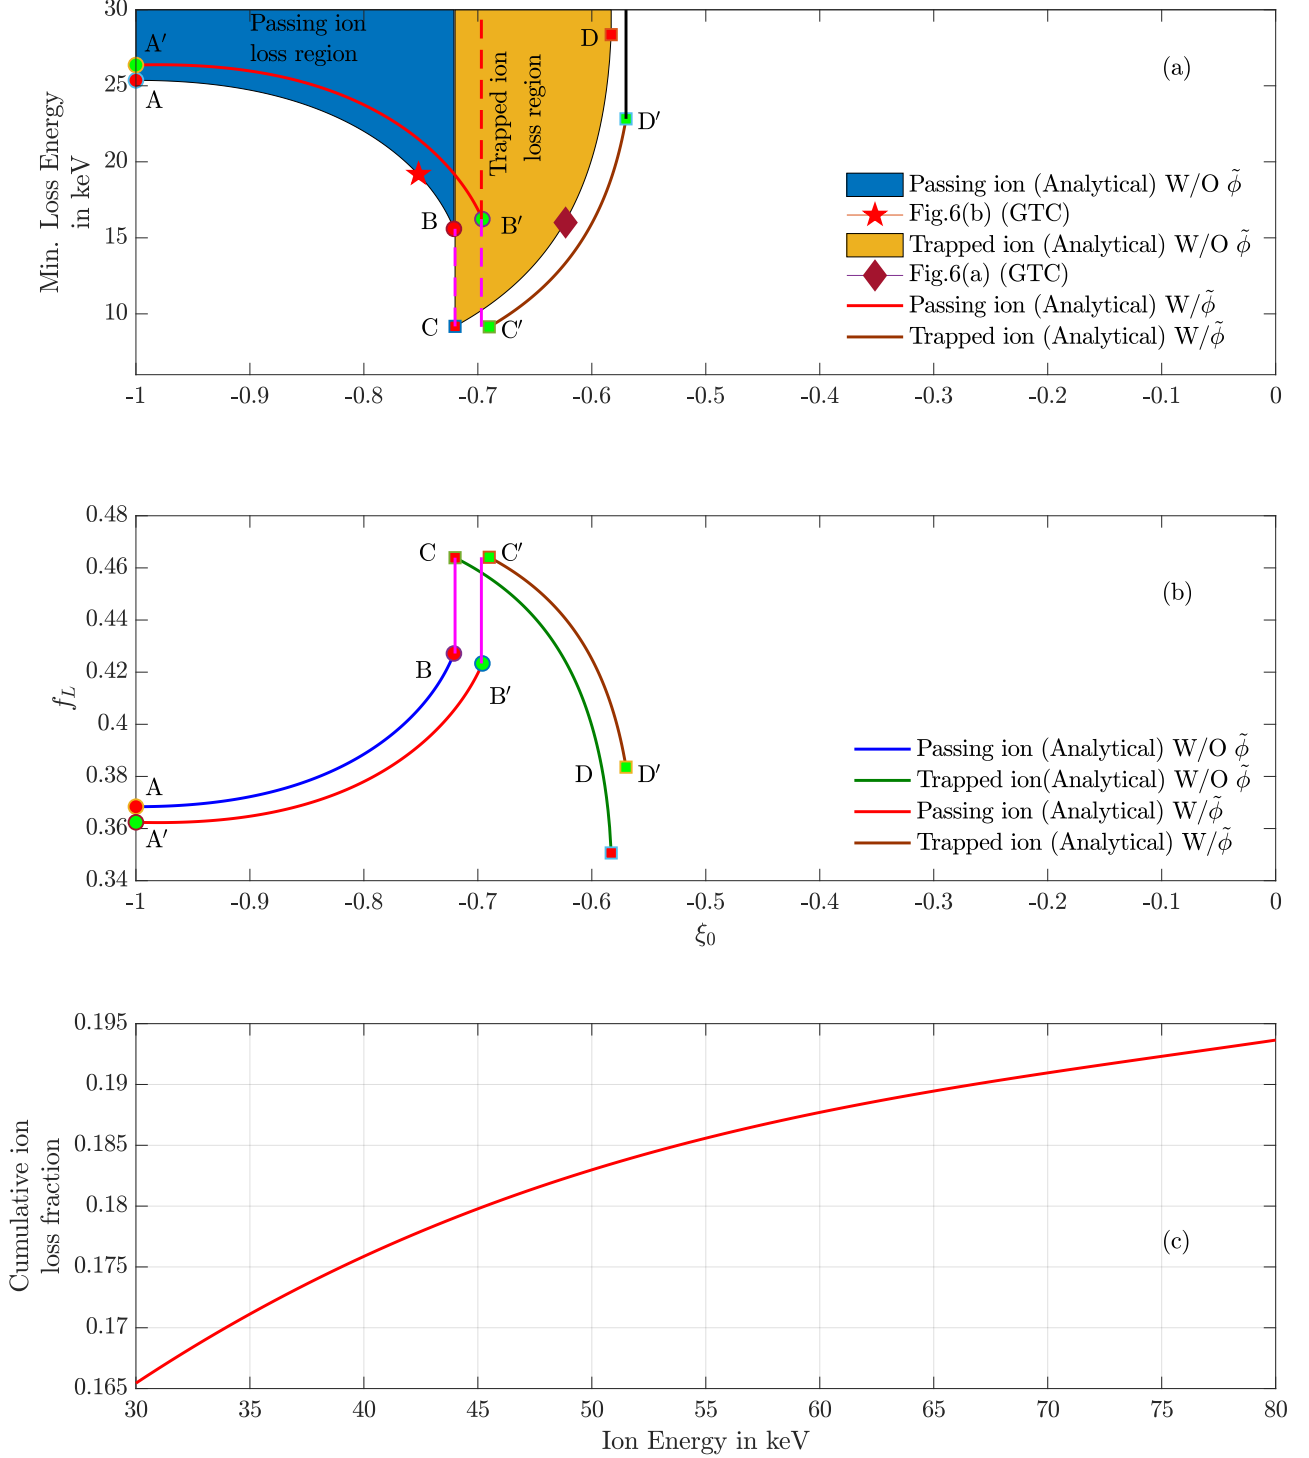 30
25
20
15
10
Min. Loss Energy
in keV
Passing ion
loss region
Trapped ion
loss region
A′
A
B
B′
C
C′
D
D′
(a)
Passing ion (Analytical) W/O ϕ̃
Fig.6(b) (GTC)
Trapped ion (Analytical) W/O ϕ̃
Fig.6(a) (GTC)
Passing ion (Analytical) W/ϕ̃
Trapped ion (Analytical) W/ϕ̃
-1 -0.9 -0.8 -0.7 -0.6 -0.5 -0.4 -0.3 -0.2 -0.1 0
0.48
0.46
0.44
0.42
0.4
0.38
0.36
0.34
f_L
C
C′
B
B′
A
A′
D
D′
(b)
Passing ion (Analytical) W/O ϕ̃
Trapped ion(Analytical) W/O ϕ̃
Passing ion (Analytical) W/ϕ̃
Trapped ion (Analytical) W/ϕ̃
-1 -0.9 -0.8 -0.7 -0.6 -0.5 -0.4 -0.3 -0.2 -0.1 0
ξ₀
0.195
0.19
0.185
0.18
0.175
0.17
0.165
Cumulative ion
loss fraction
(c)
30 35 40 45 50 55 60 65 70 75 80
Ion Energy in keV